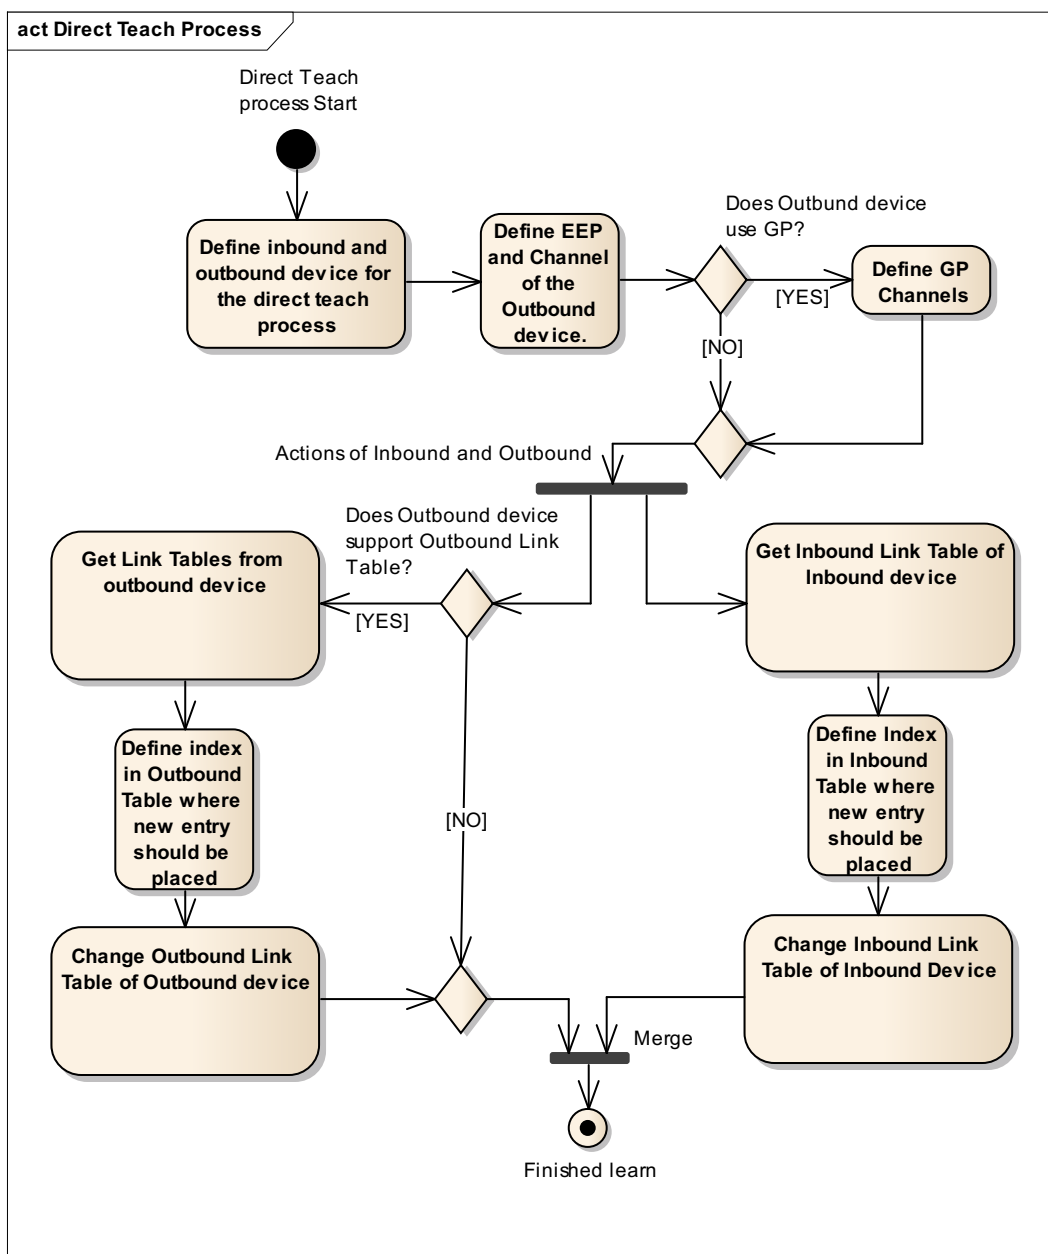 act Direct Teach Process
Direct Teach
process Start
Define inbound and
outbound device for
the direct teach
process
Define EEP
and Channel
of the
Outbound
device.
Does Outbund device
use GP?
[YES]
Define GP
Channels
[NO]
Actions of Inbound and Outbound
Does Outbound device
support Outbound Link
Table?
[YES]
Get Link Tables from
outbound device
Get Inbound Link Table of
Inbound device
Define index
in Outbound
Table where
new entry
should be
placed
[NO]
Define Index
in Inbound
Table where
new entry
should be
placed
Change Outbound Link
Table of Outbound device
Change Inbound Link
Table of Inbound Device
Merge
Finished learn